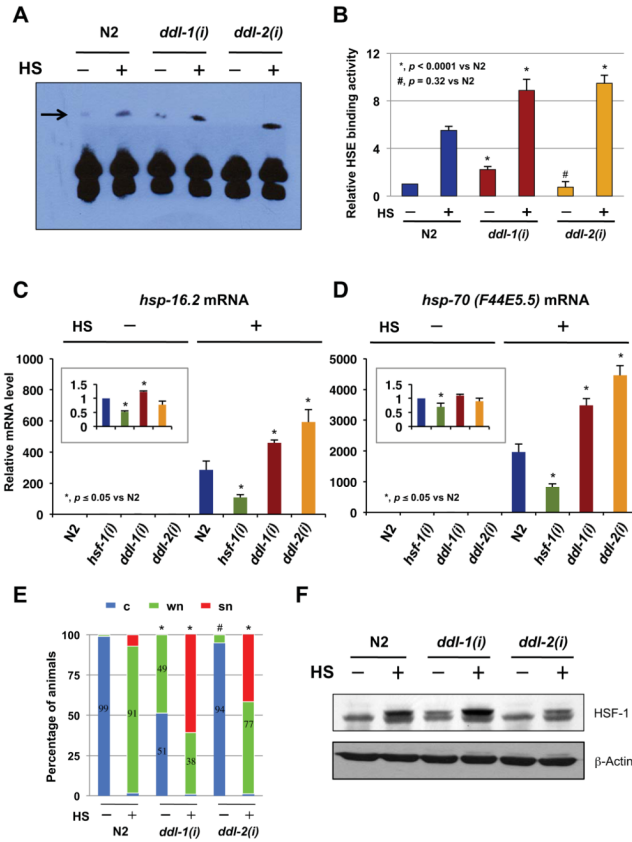 A
N2 ddl-1(i) ddl-2(i)
HS − + − + − +
B
Relative HSE binding activity
12
8
4
0
*, p < 0.0001 vs N2
#, p = 0.32 vs N2
* * # *
HS − + − + − +
N2 ddl-1(i) ddl-2(i)
C
hsp-16.2 mRNA
HS − +
Relative mRNA level
1000
800
600
400
200
0
1.5
1
0.5
0
* *
* * *
*, p ≤ 0.05 vs N2
N2 hsf-1(i) ddl-1(i) ddl-2(i) N2 hsf-1(i) ddl-1(i) ddl-2(i)
D
hsp-70 (F44E5.5) mRNA
HS − +
5000
4000
3000
2000
1000
0
1.5
1
0.5
0
*
* * *
*, p ≤ 0.05 vs N2
N2 hsf-1(i) ddl-1(i) ddl-2(i) N2 hsf-1(i) ddl-1(i) ddl-2(i)
E
c wn sn
Percentage of animals
100
75
50
25
0
* * # *
99 91 49 51 38 94 77
HS − + − + − +
N2 ddl-1(i) ddl-2(i)
F
N2 ddl-1(i) ddl-2(i)
HS − + − + − +
HSF-1
β-Actin